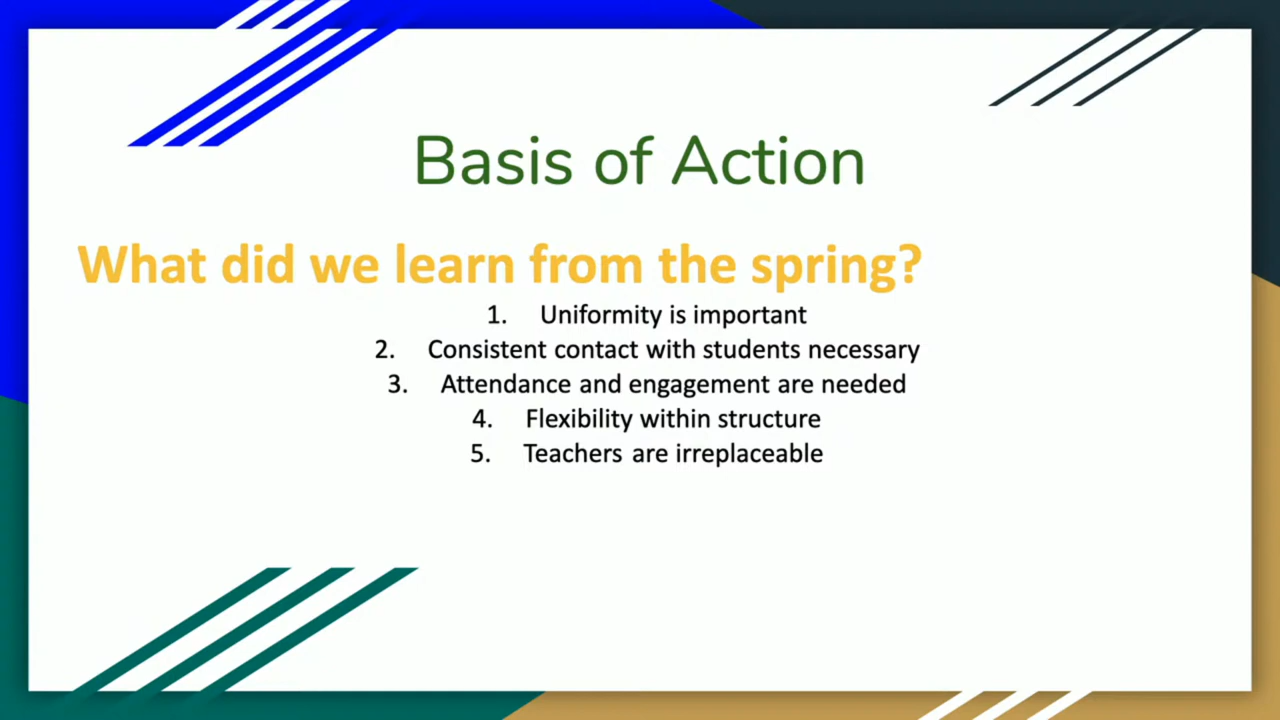 Basis of Action
What did we learn from the spring?
1. Uniformity is important
2. Consistent contact with students necessary
3. Attendance and engagement are needed
4. Flexibility within structure
5. Teachers are irreplaceable